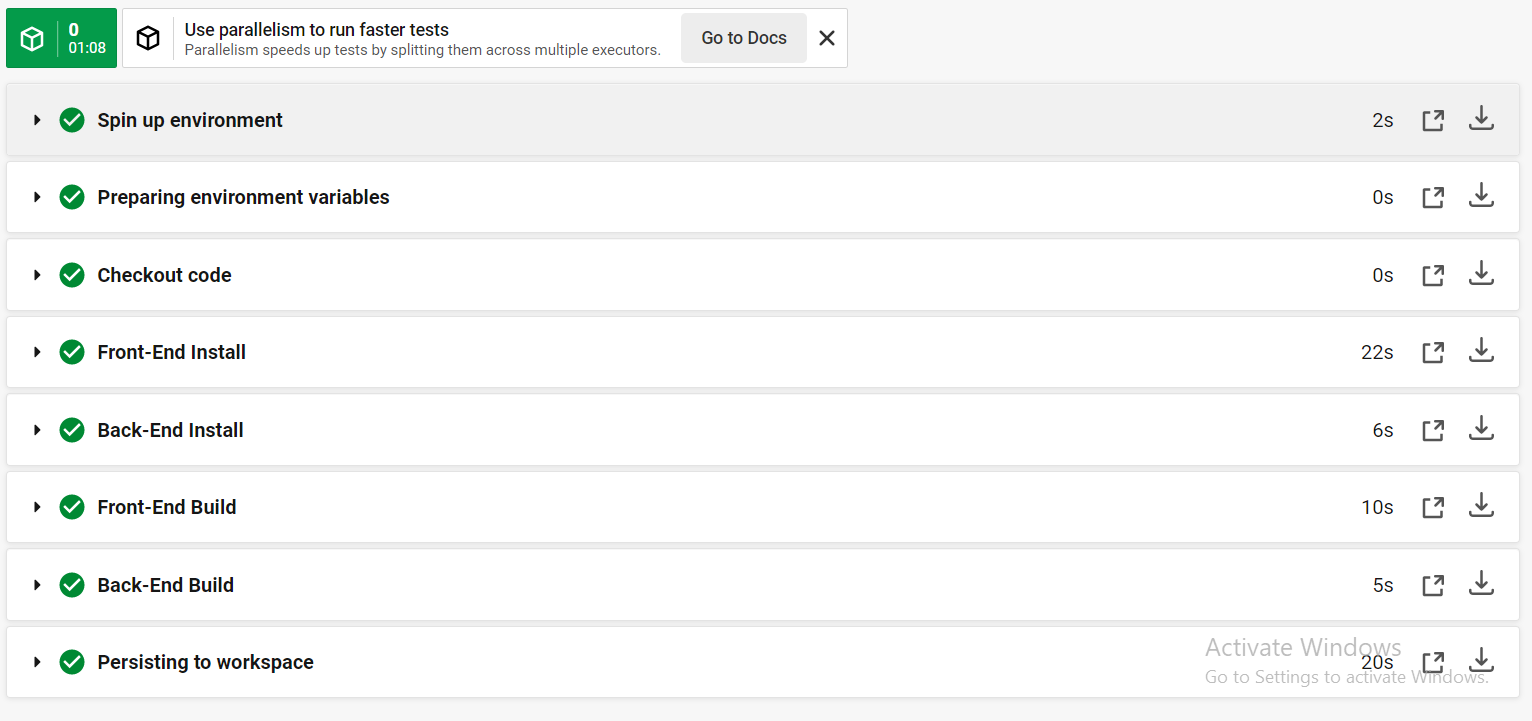 0
01:08
Use parallelism to run faster tests
Parallelism speeds up tests by splitting them across multiple executors.
Go to Docs
Spin up environment 2s
Preparing environment variables 0s
Checkout code 0s
Front-End Install 22s
Back-End Install 6s
Front-End Build 10s
Back-End Build 5s
Activate Windows
Persisting to workspace 20s
Go to Settings to activate Windows.